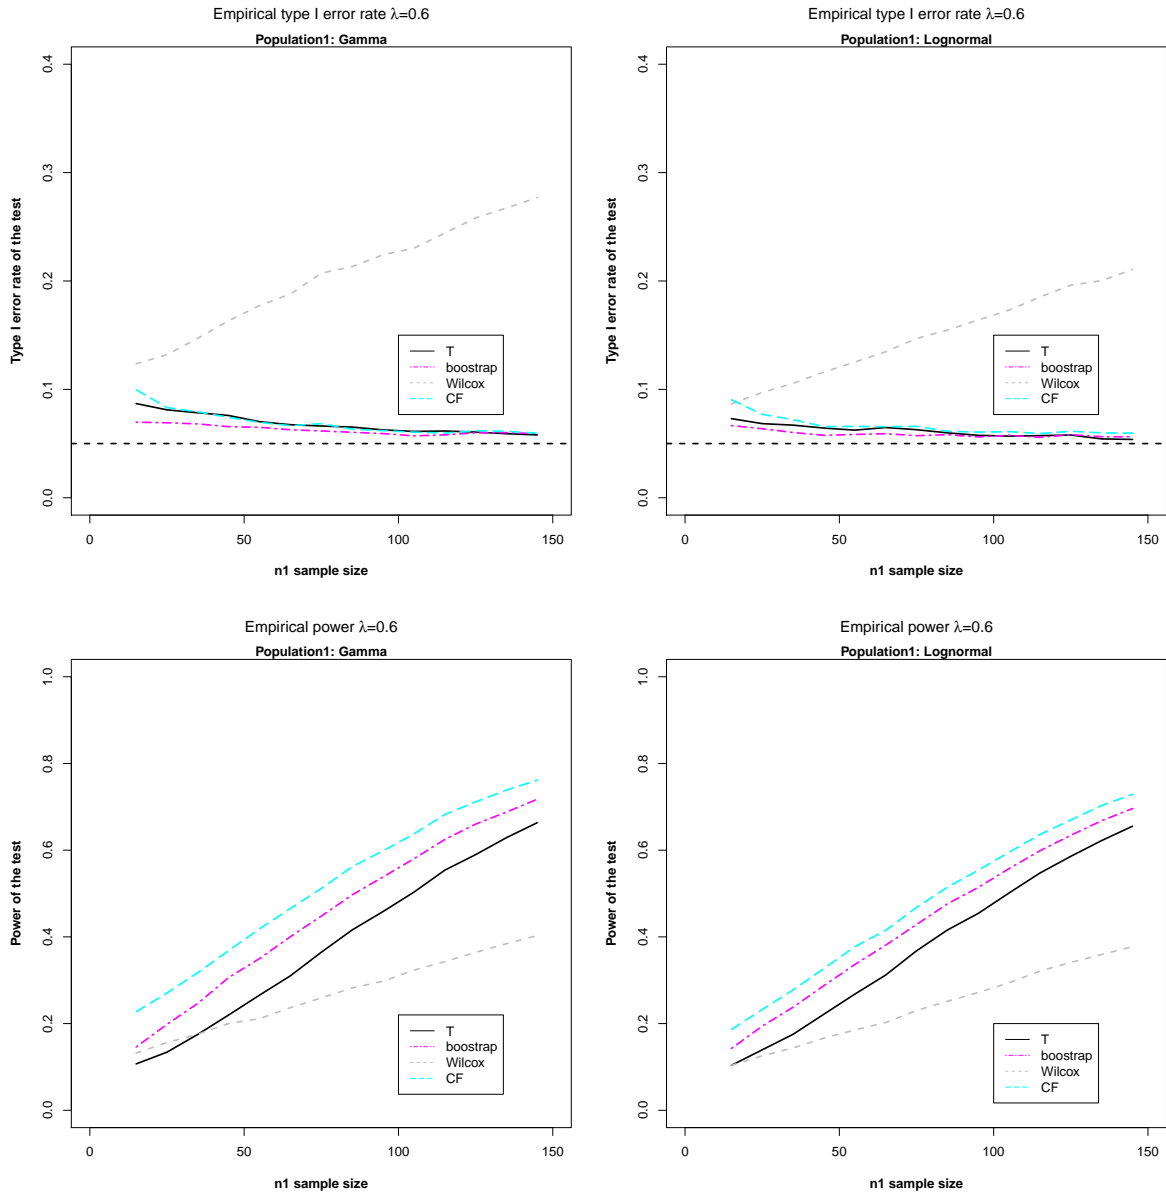 Empirical type I error rate λ=0.6
Population1: Gamma
Type I error rate of the test
0.4
0.3
0.2
0.1
0.0
T
boostrap
Wilcox
CF
0
50
100
150
n1 sample size
Empirical type I error rate λ=0.6
Population1: Lognormal
Type I error rate of the test
0.4
0.3
0.2
0.1
0.0
T
boostrap
Wilcox
CF
0
50
100
150
n1 sample size
Empirical power λ=0.6
Population1: Gamma
Power of the test
1.0
0.8
0.6
0.4
0.2
0.0
T
boostrap
Wilcox
CF
0
50
100
150
n1 sample size
Empirical power λ=0.6
Population1: Lognormal
Power of the test
1.0
0.8
0.6
0.4
0.2
0.0
T
boostrap
Wilcox
CF
0
50
100
150
n1 sample size